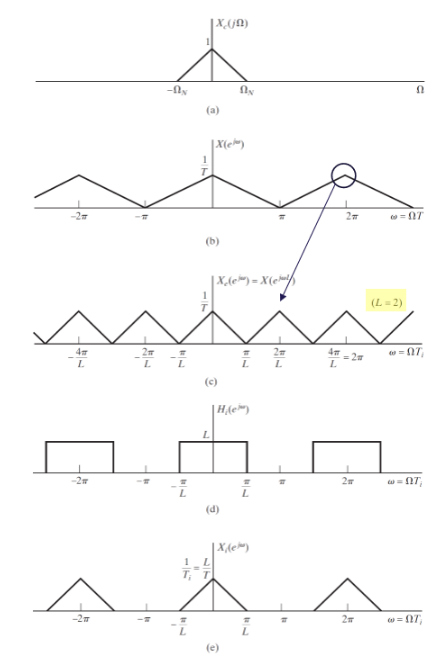 X_c(jΩ)
1
−Ω_N Ω_N Ω
(a)
X(e^{jω})
1/T
−2π −π π 2π ω = ΩT
(b)
X_e(e^{jω}) = X(e^{jωL})
1/T
(L = 2)
−4π/L −2π/L −π/L π/L 2π/L 4π/L = 2π ω = ΩT_i
(c)
H_i(e^{jω})
L
−2π −π −π/L π/L π 2π ω = ΩT_i
(d)
X_i(e^{jω})
1/T_i = L/T
−2π −π −π/L π/L π 2π ω = ΩT_i
(e)